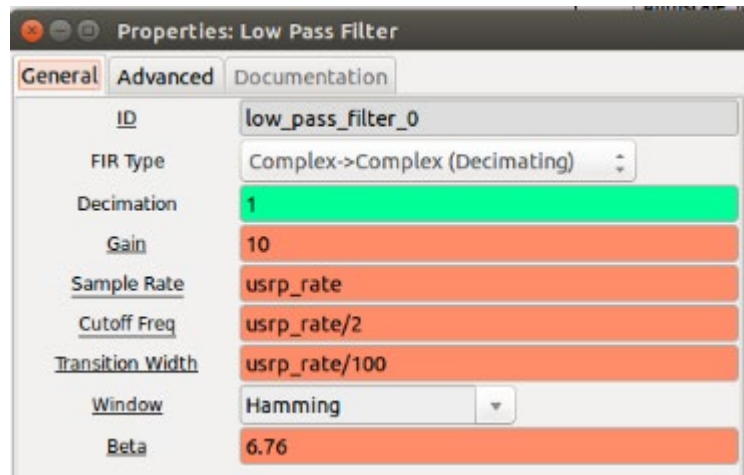 Properties: Low Pass Filter
General Advanced Documentation
ID low_pass_filter_0
FIR Type Complex->Complex (Decimating)
Decimation 1
Gain 10
Sample Rate usrp_rate
Cutoff Freq usrp_rate/2
Transition Width usrp_rate/100
Window Hamming
Beta 6.76